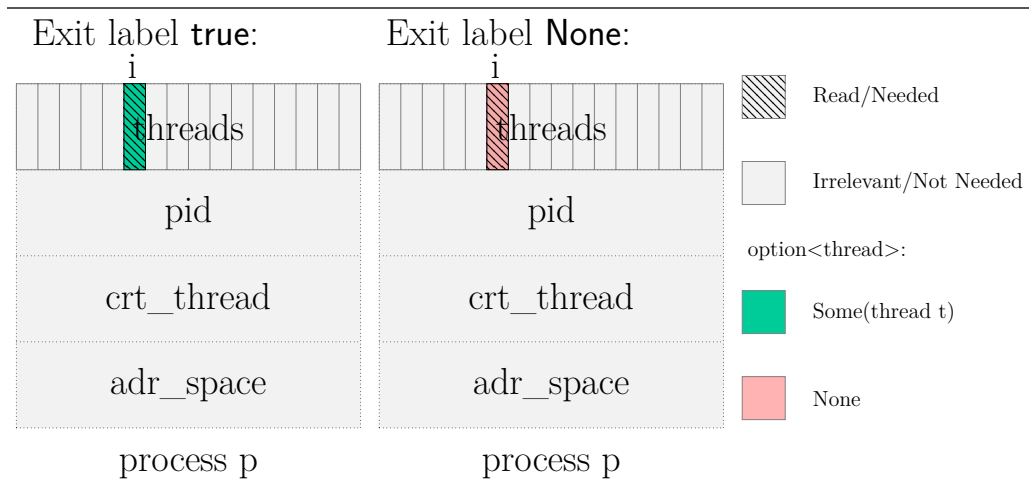 Exit label true:
i
threads
pid
crt_thread
adr_space
process p
Exit label None:
i
threads
pid
crt_thread
adr_space
process p
Read/Needed
Irrelevant/Not Needed
option<thread>:
Some(thread t)
None